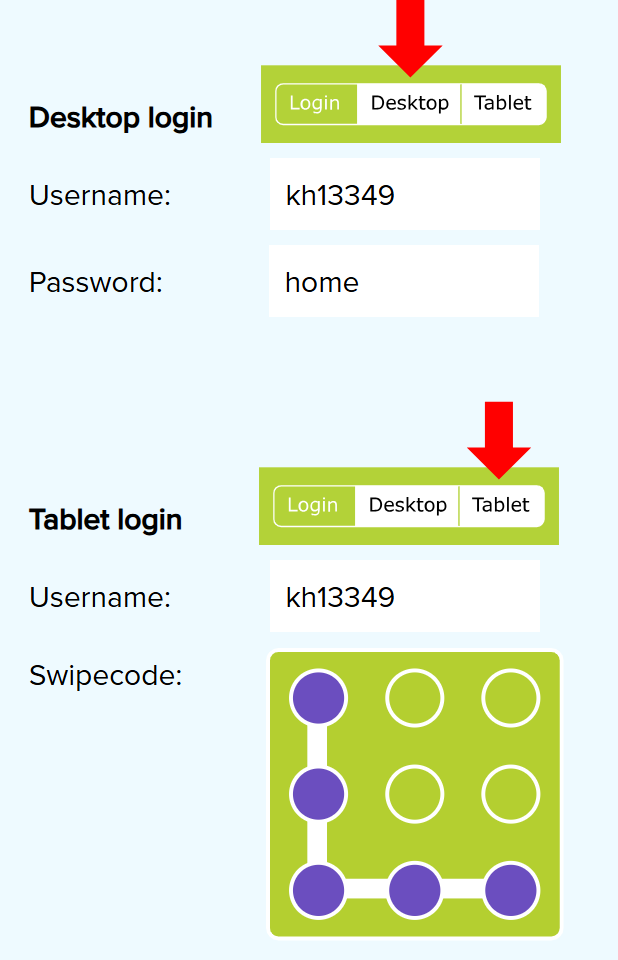 Login Desktop Tablet
Desktop login
Username: kh13349
Password: home
Login Desktop Tablet
Tablet login
Username: kh13349
Swipecode: